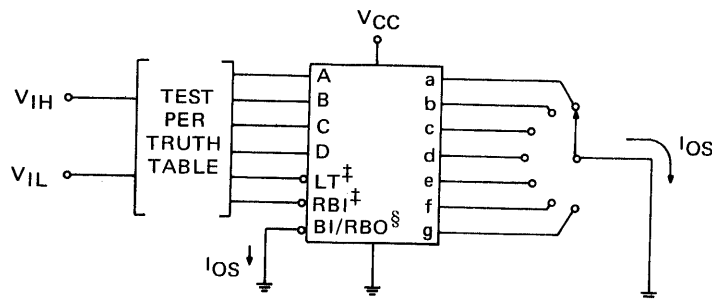 VCC
VIH
VIL
TEST
PER
TRUTH
TABLE
A
B
C
D
LT‡
RBI‡
BI/RBO§
a
b
c
d
e
f
g
IOS
IOS